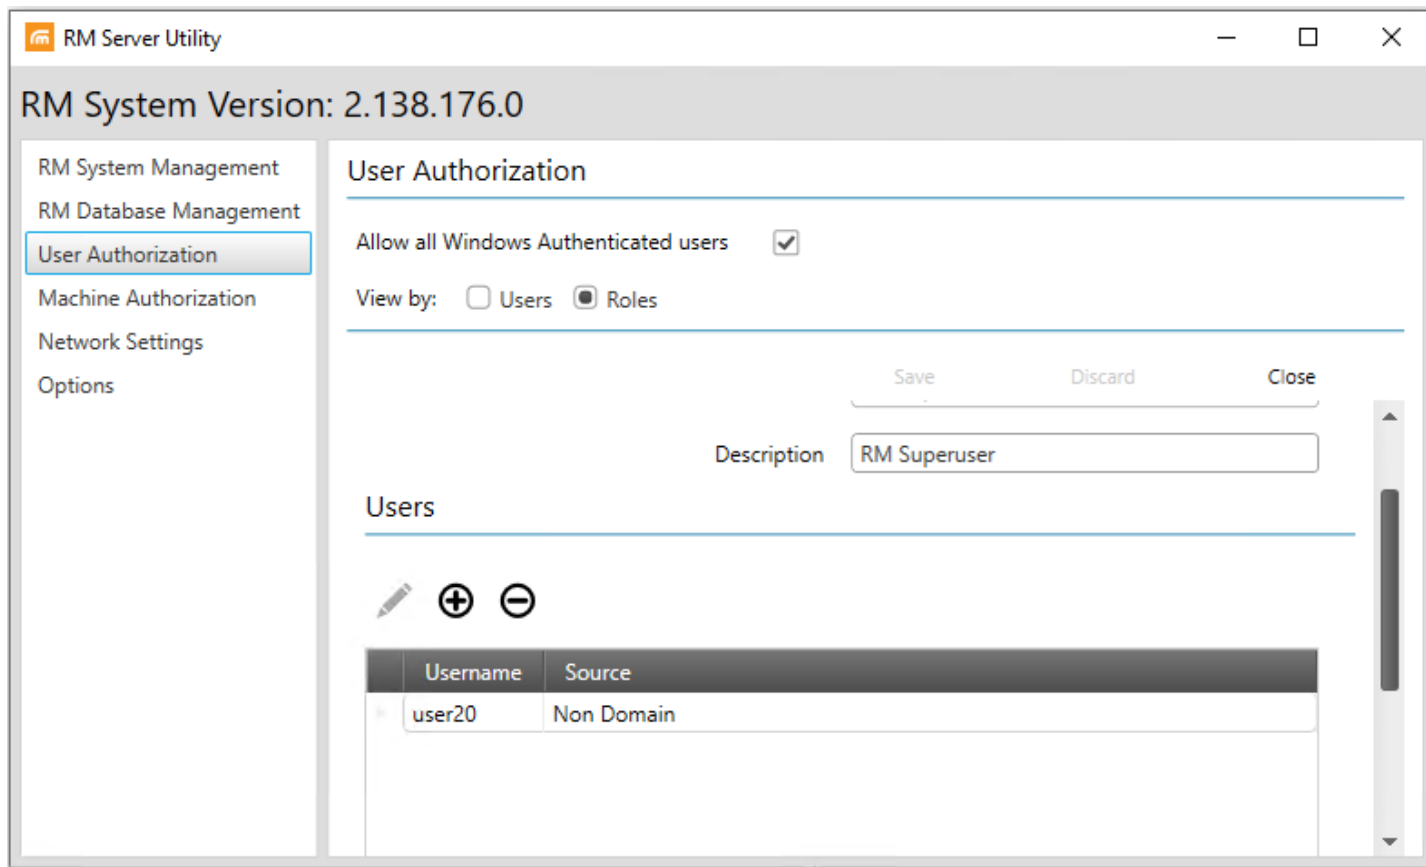 RM Server Utility
RM System Version: 2.138.176.0
RM System Management
RM Database Management
User Authorization
Machine Authorization
Network Settings
Options
User Authorization
Allow all Windows Authenticated users
View by: Users Roles
Save Discard Close
Description RM Superuser
Users
Username Source
user20 Non Domain